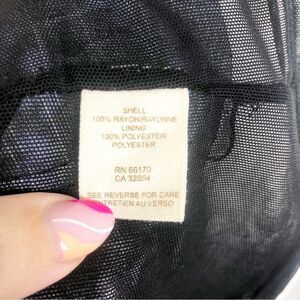 SHELL
100% RAYON/RAYONNE
LINING
100% POLYESTER/
POLYESTER
RN 66170
CA 32054
SEE REVERSE FOR CARE
ENTRETIEN AU VERSO